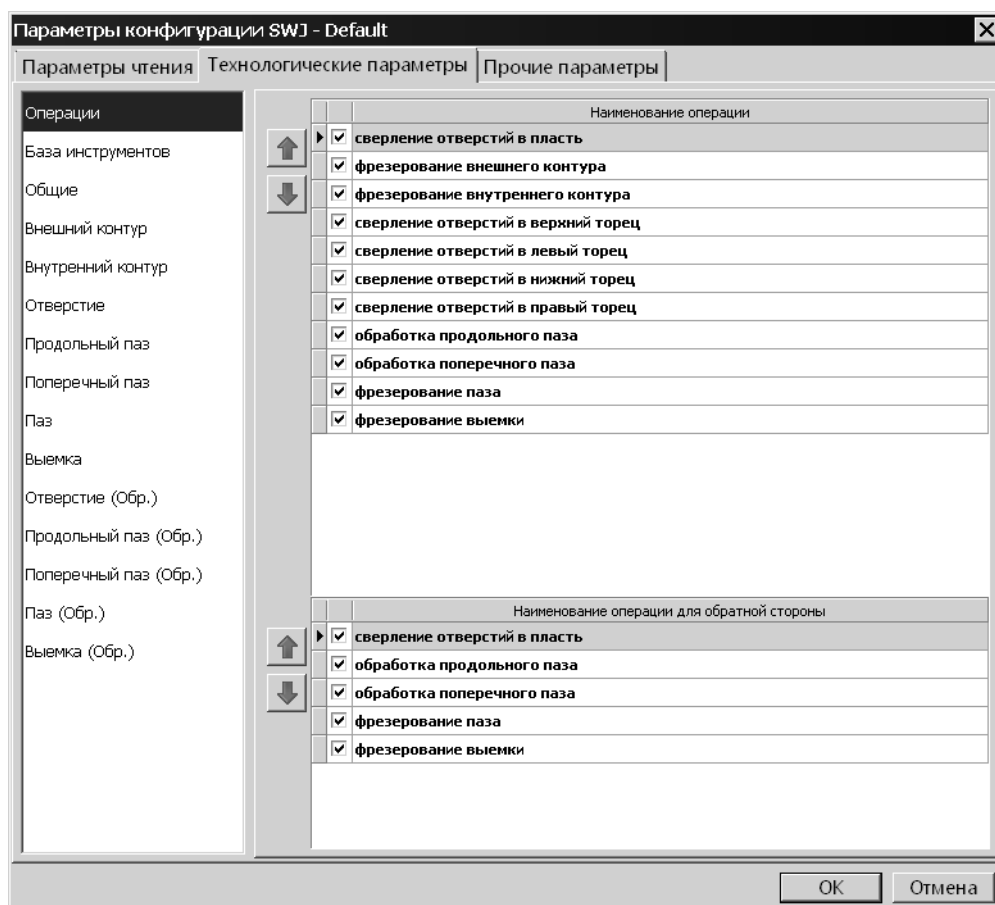 Параметры конфигурации SWJ - Default
Параметры чтения Технологические параметры Прочие параметры
Операции
База инструментов
Общие
Внешний контур
Внутренний контур
Отверстие
Продольный паз
Поперечный паз
Паз
Выемка
Отверстие (Обр.)
Продольный паз (Обр.)
Поперечный паз (Обр.)
Паз (Обр.)
Выемка (Обр.)
Наименование операции
сверление отверстий в пласть
фрезерование внешнего контура
фрезерование внутреннего контура
сверление отверстий в верхний торец
сверление отверстий в левый торец
сверление отверстий в нижний торец
сверление отверстий в правый торец
обработка продольного паза
обработка поперечного паза
фрезерование паза
фрезерование выемки
Наименование операции для обратной стороны
сверление отверстий в пласть
обработка продольного паза
обработка поперечного паза
фрезерование паза
фрезерование выемки
OK Отмена